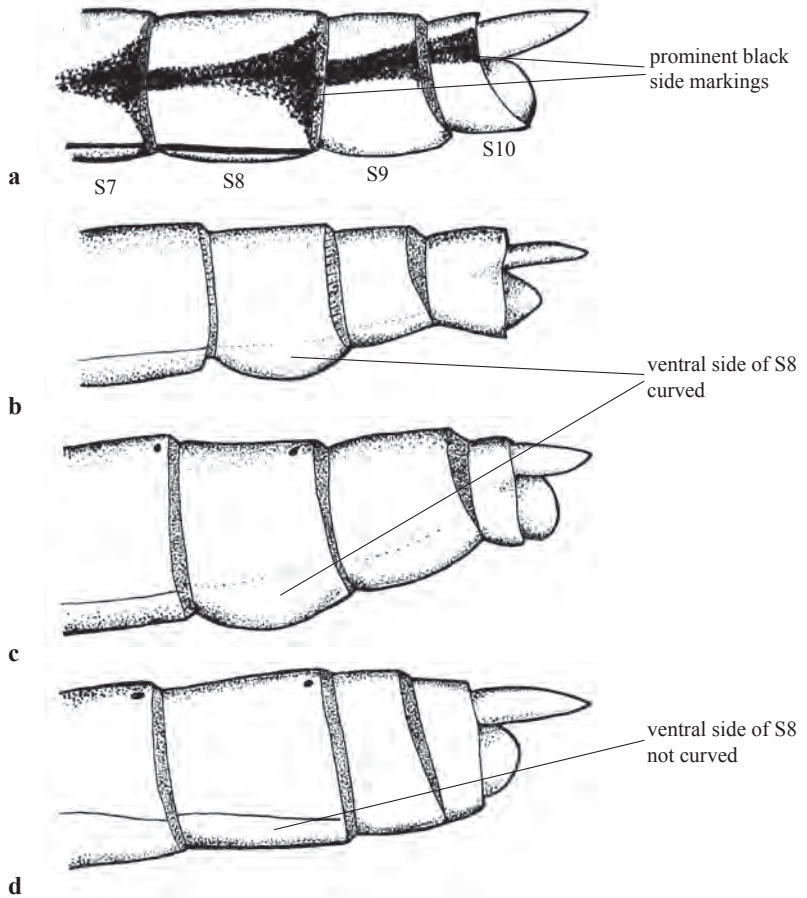 prominent black
side markings
a
S7
S8
S9
S10
b
ventral side of S8
curved
c
ventral side of S8
not curved
d